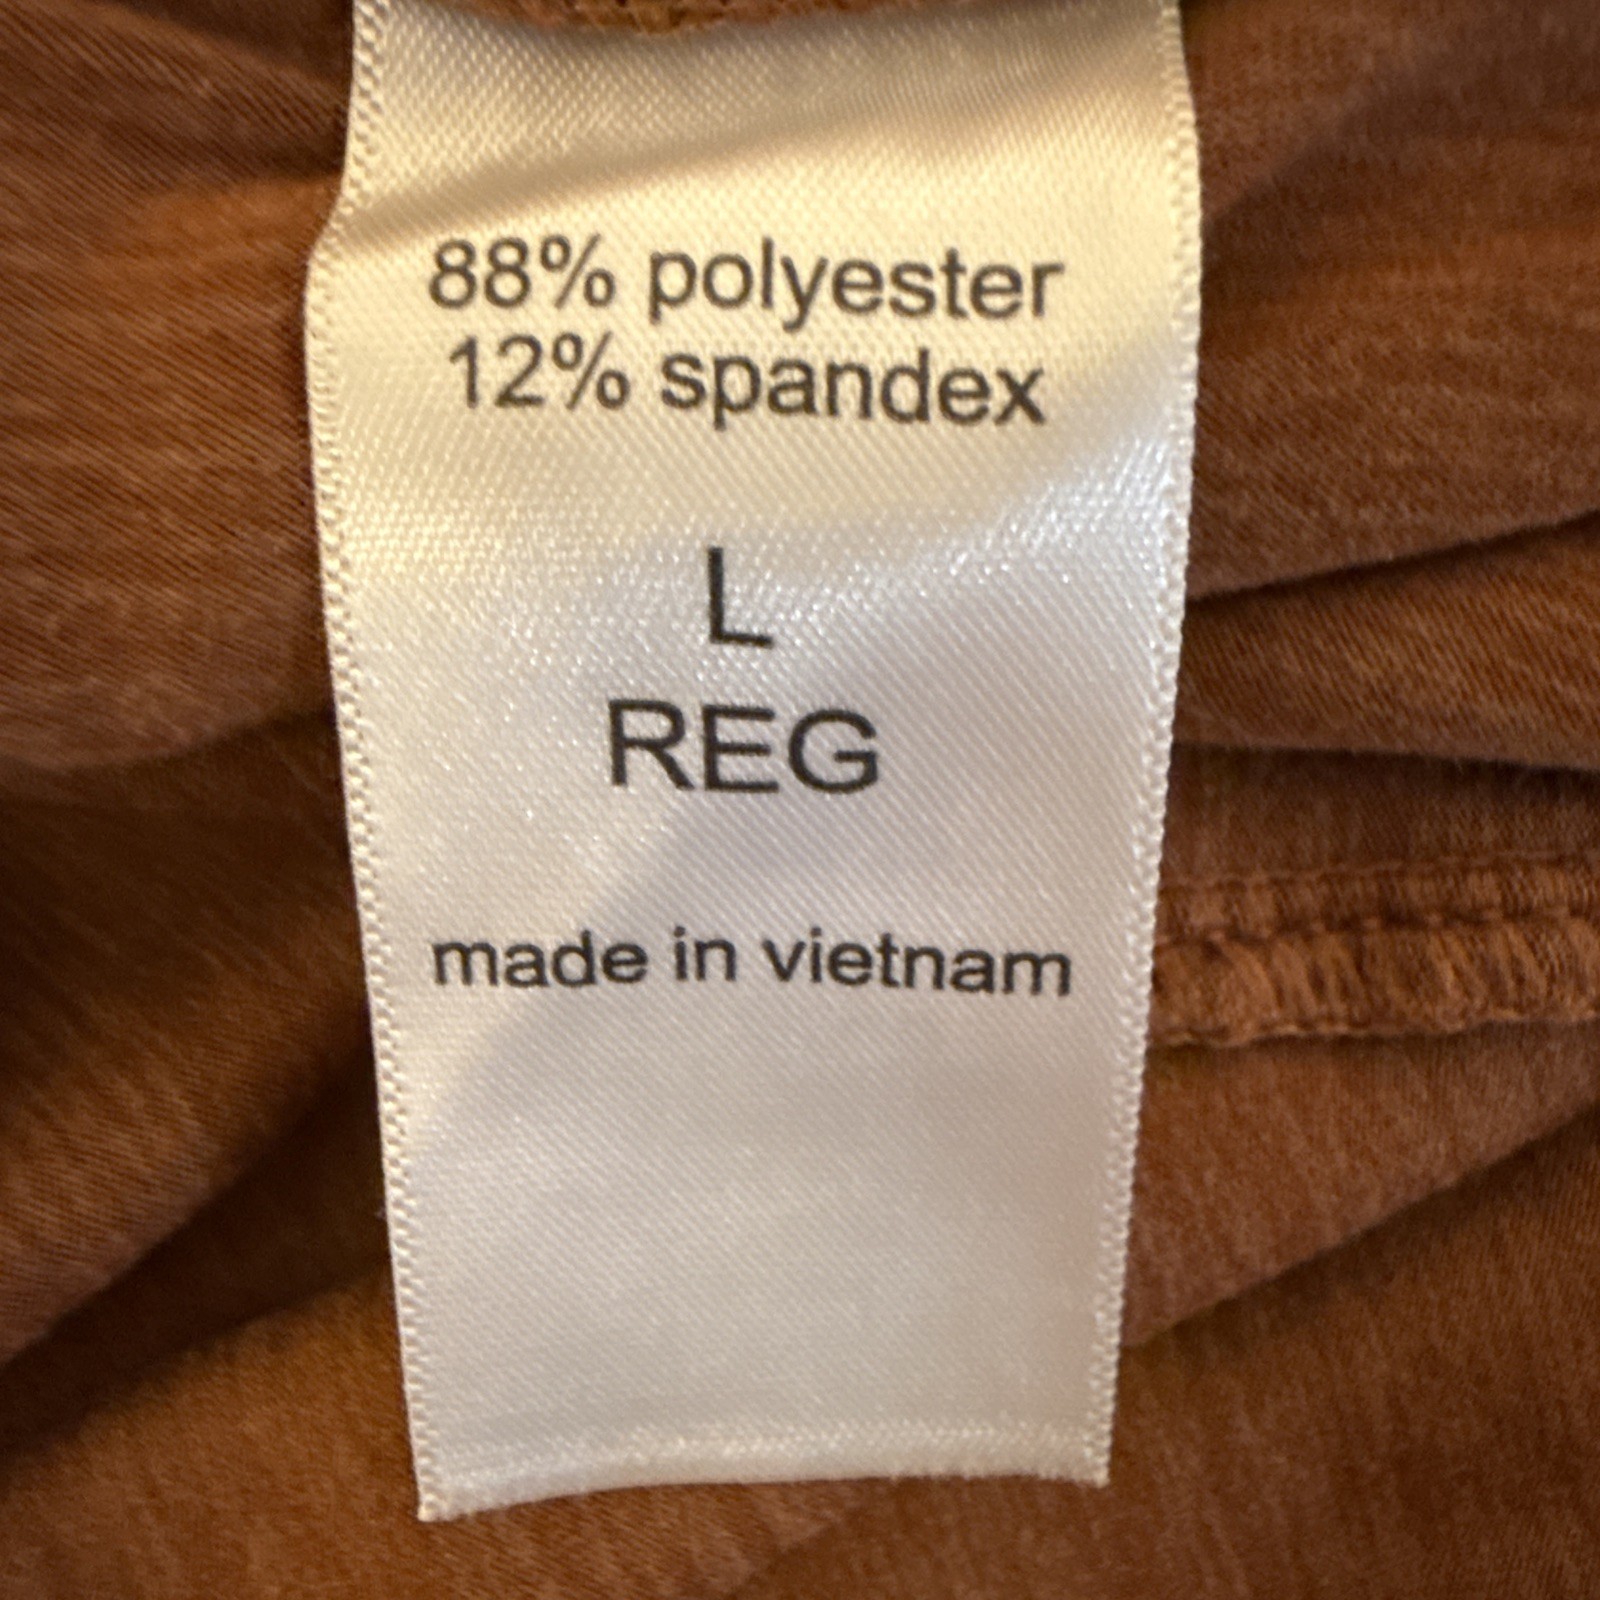 88% polyester
12% spandex
L
REG
made in vietnam